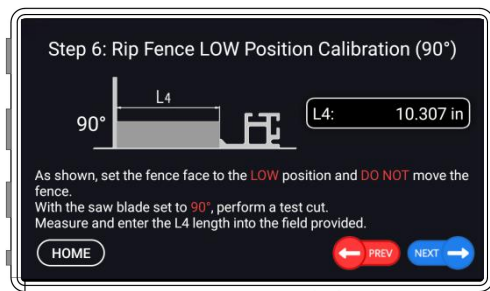 Step 6: Rip Fence LOW Position Calibration (90°)
L4
90°
L4: 10.307 in
As shown, set the fence face to the LOW position and DO NOT move the
fence.
With the saw blade set to 90°, perform a test cut.
Measure and enter the L4 length into the field provided.
HOME
PREV
NEXT